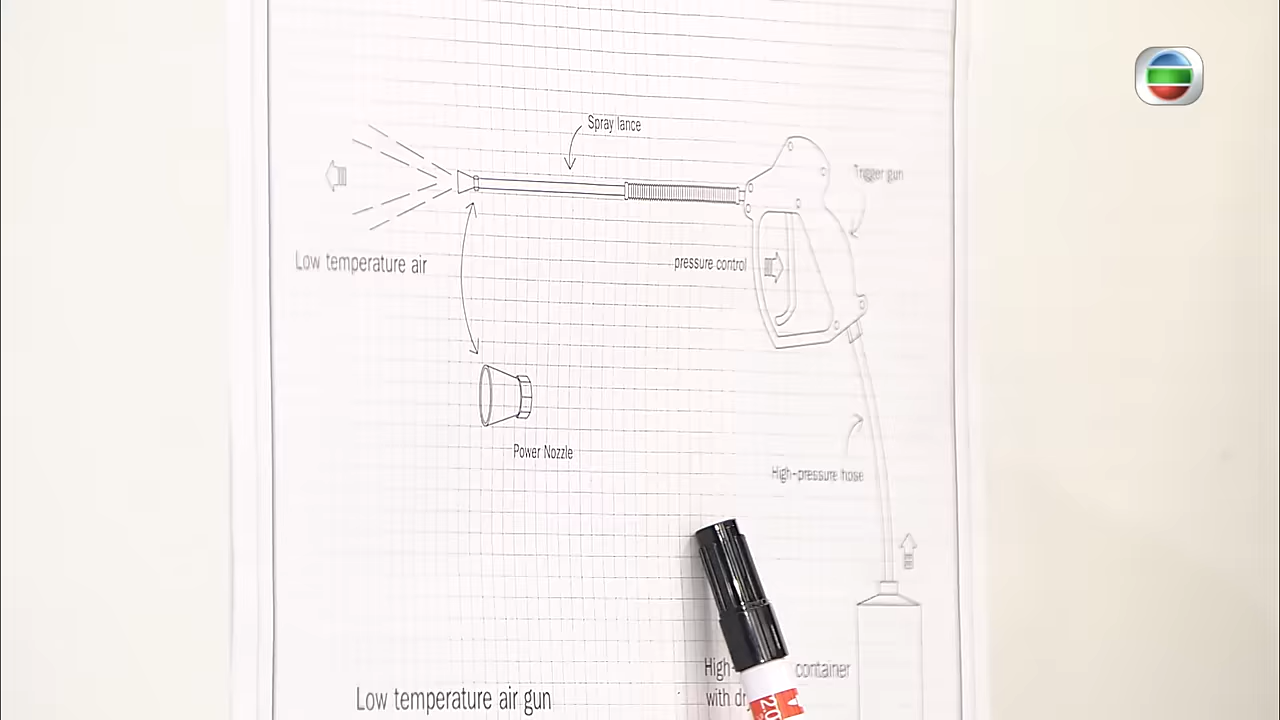 Spray lance
Trigger gun
Low temperature air
pressure control
Power Nozzle
High-pressure hose
High- container
with
Low temperature air gun